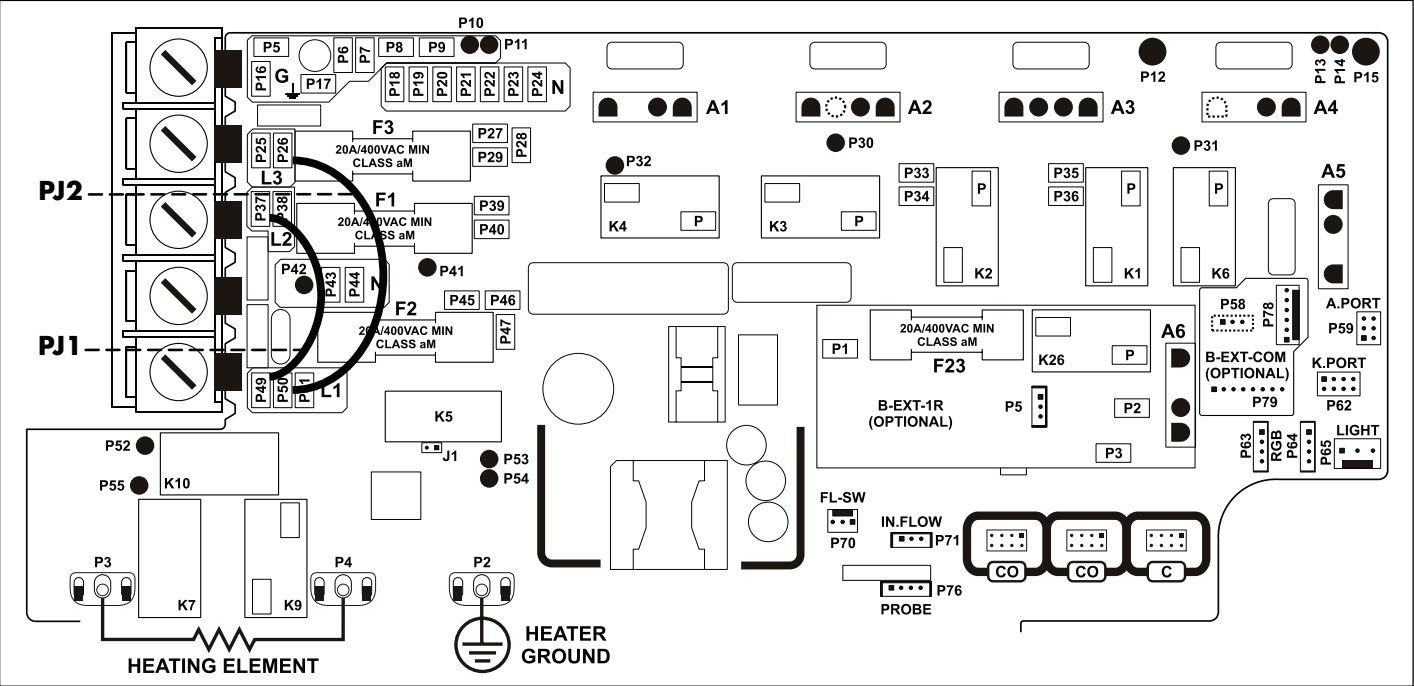 P10
P5
P6
P7
P8
P9
P11
P16
G
P17
P18
P19
P20
P21
P22
P23
P24
N
P12
P13
P14
P15
A1
A2
A3
A4
F3
20A/400VAC MIN
CLASS aM
P25
P26
L3
P27
P28
P29
P30
P31
P32
P33
P34
P35
P36
A5
K4
P
K3
P
P
K2
P
K1
P
K6
PJ2
P37
P38
L2
F1
20A/400VAC MIN
CLASS aM
P39
P40
P41
P42
P43
P44
N
F2
20A/400VAC MIN
CLASS aM
P45
P46
P47
PJ1
P49
P50
L1
P1
20A/400VAC MIN
CLASS aM
F23
K26
P
A6
P58
P78
B-EXT-COM
(OPTIONAL)
P79
A.PORT
P59
K.PORT
P62
B-EXT-1R
(OPTIONAL)
P5
P2
P3
P63
RGB
P64
P65
LIGHT
K5
J1
P52
P53
P54
P55
K10
FL-SW
P70
IN.FLOW
P71
CO
CO
C
P76
PROBE
P3
K7
K9
P4
P2
HEATING ELEMENT
HEATER
GROUND